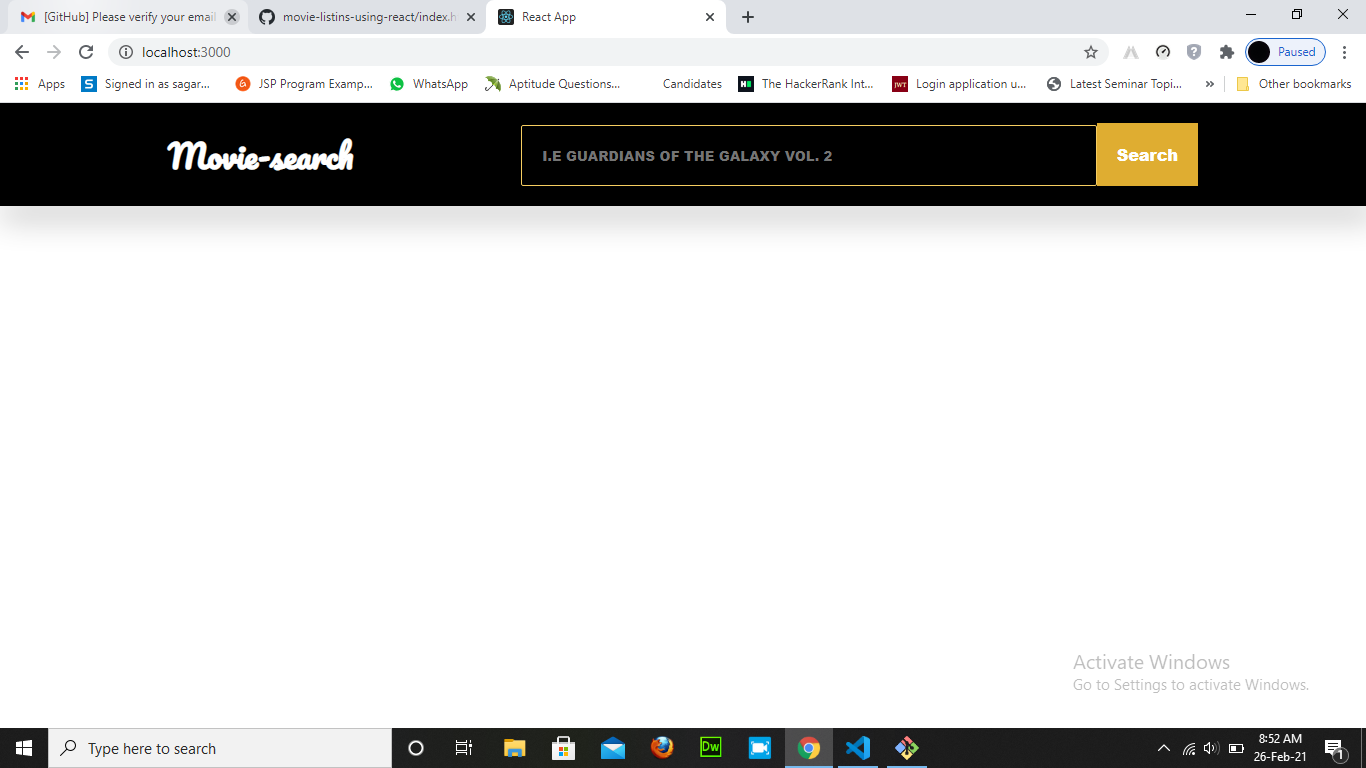 [GitHub] Please verify your email
movie-listins-using-react/index.h
React App
localhost:3000
Paused
Apps
Signed in as sagar...
JSP Program Examp...
WhatsApp
Aptitude Questions...
Candidates
The HackerRank Int...
Login application u...
Latest Seminar Topi...
»
Other bookmarks
Movie-search
I.E GUARDIANS OF THE GALAXY VOL. 2
Search
Activate Windows
Go to Settings to activate Windows.
Type here to search
Dw
8:52 AM
26-Feb-21
1